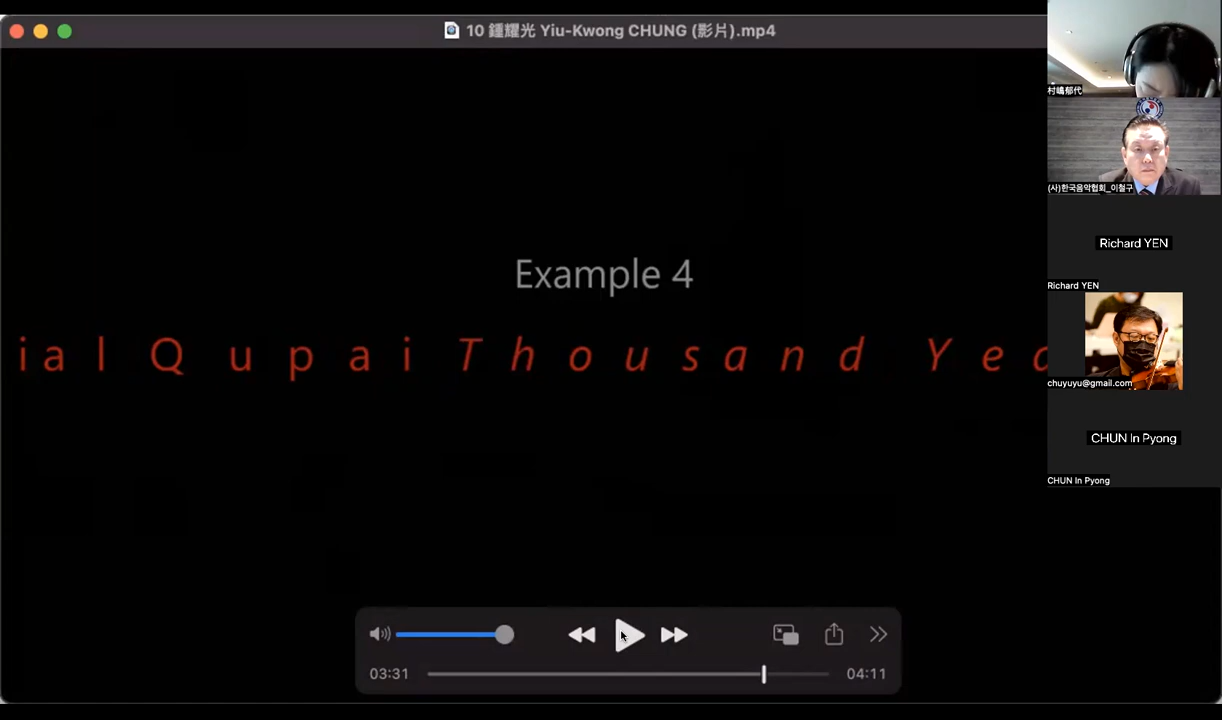 10 鍾耀光 Yiu-Kwong CHUNG (影片).mp4
村嶋郁代
(사)한국음악협회_이철구
Richard YEN
Richard YEN
Example 4
ial Qupai Thousand Yea
chuyuyu@gmail.com
CHUN In Pyong
CHUN In Pyong
03:31
04:11